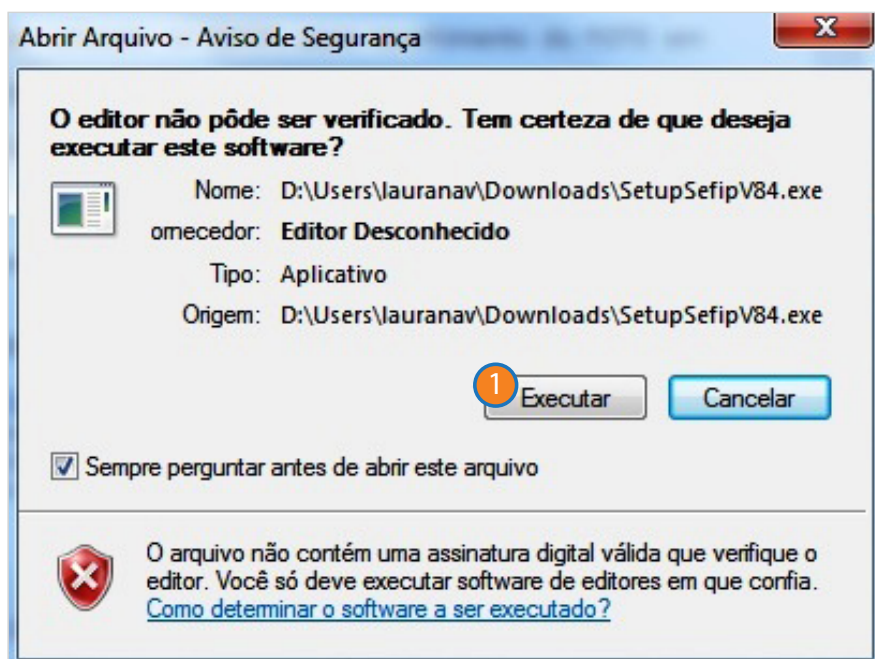 Abrir Arquivo - Aviso de Segurança
O editor não pôde ser verificado. Tem certeza de que deseja
executar este software?
Nome: D:\Users\lauranav\Downloads\SetupSefipV84.exe
ornecedor: Editor Desconhecido
Tipo: Aplicativo
Origem: D:\Users\lauranav\Downloads\SetupSefipV84.exe
1 Executar Cancelar
Sempre perguntar antes de abrir este arquivo
O arquivo não contém uma assinatura digital válida que verifique o
editor. Você só deve executar software de editores em que confia.
Como determinar o software a ser executado?